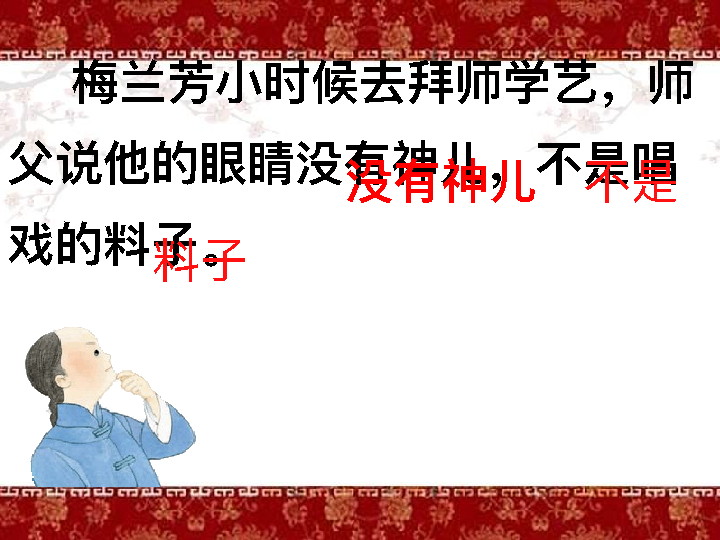 梅兰芳小时候去拜师学艺，师
父说他的眼睛没有神儿，不是唱
没有神儿 不是
戏的料子。
料子